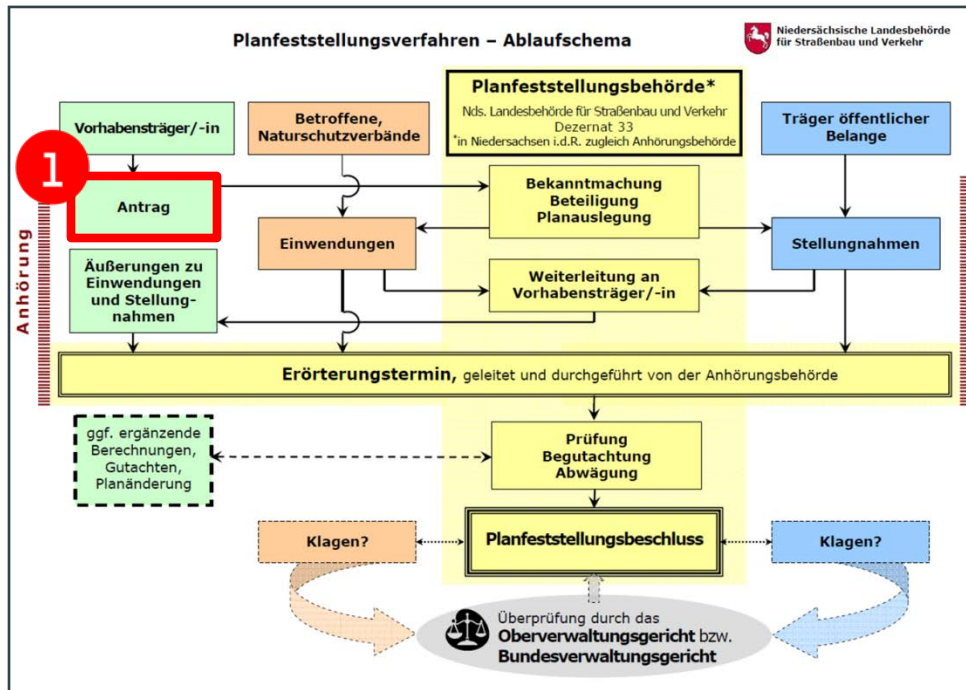 Planfeststellungsverfahren – Ablaufschema
Niedersächsische Landesbehörde
für Straßenbau und Verkehr
Planfeststellungsbehörde*
Nds. Landesbehörde für Straßenbau und Verkehr
Dezernat 33
*in Niedersachsen i.d.R. zugleich Anhörungsbehörde
Vorhabensträger/-in
Betroffene,
Naturschutzverbände
Träger öffentlicher
Belange
1
Antrag
Bekanntmachung
Beteiligung
Planauslegung
Einwendungen
Stellungnahmen
Anhörung
Äußerungen zu
Einwendungen
und Stellung-
nahmen
Weiterleitung an
Vorhabensträger/-in
Erörterungstermin, geleitet und durchgeführt von der Anhörungsbehörde
ggf. ergänzende
Berechnungen,
Gutachten,
Planänderung
Prüfung
Begutachtung
Abwägung
Klagen?
Planfeststellungsbeschluss
Klagen?
Überprüfung durch das
Oberverwaltungsgericht bzw.
Bundesverwaltungsgericht